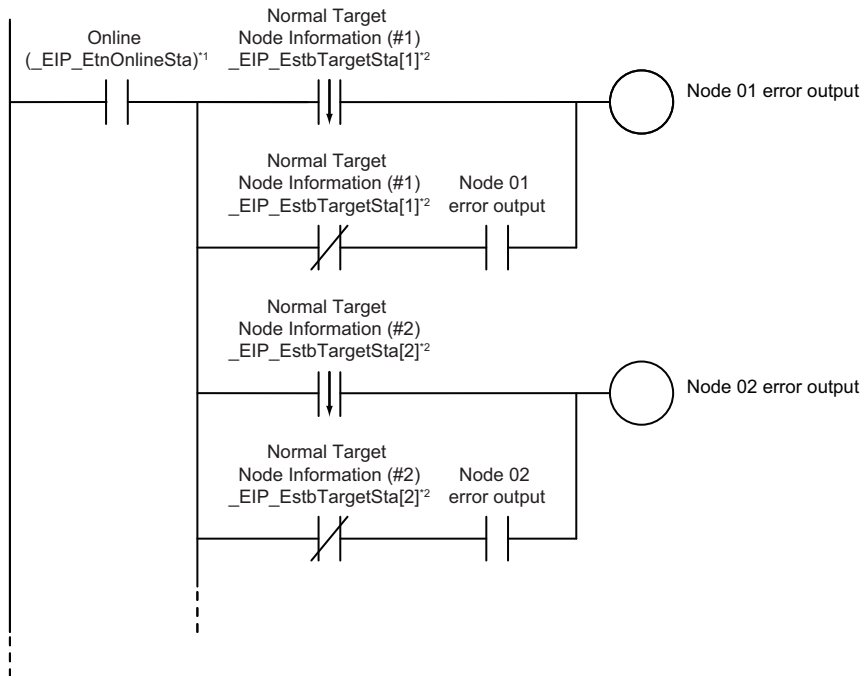 Online
(_EIP_EtnOnlineSta)*1
Normal Target
Node Information (#1)
_EIP_EstbTargetSta[1]*2
Node 01 error output
Normal Target
Node Information (#1)
_EIP_EstbTargetSta[1]*2
Node 01
error output
Normal Target
Node Information (#2)
_EIP_EstbTargetSta[2]*2
Node 02 error output
Normal Target
Node Information (#2)
_EIP_EstbTargetSta[2]*2
Node 02
error output